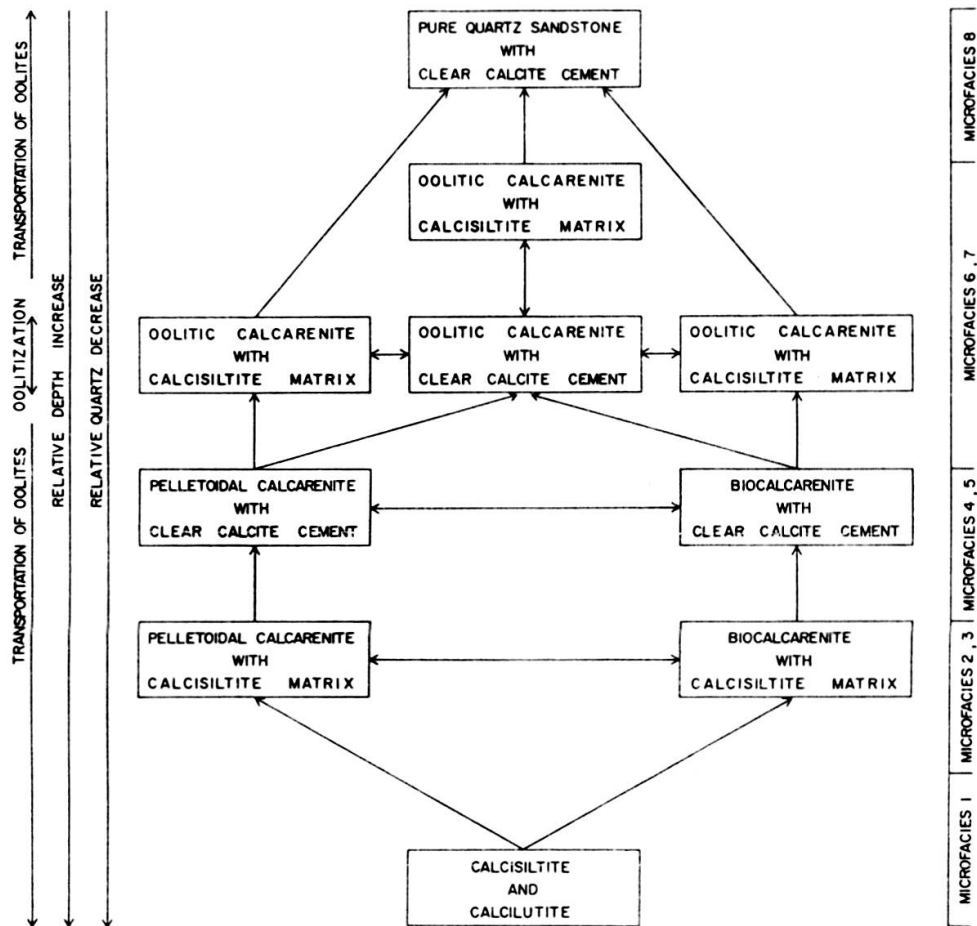 PURE QUARTZ SANDSTONE
WITH
CLEAR CALCITE CEMENT
OOLITIC CALCARENITE
WITH
CALCISILTITE MATRIX
OOLITIC CALCARENITE
WITH
CALCISILTITE MATRIX
OOLITIC CALCARENITE
WITH
CLEAR CALCITE CEMENT
OOLITIC CALCARENITE
WITH
CALCISILTITE MATRIX
PELLETOIDAL CALCARENITE
WITH
CLEAR CALCITE CEMENT
BIOCALCARENITE
WITH
CLEAR CALCITE CEMENT
PELLETOIDAL CALCARENITE
WITH
CALCISILTITE MATRIX
BIOCALCARENITE
WITH
CALCISILTITE MATRIX
CALCISILTITE
AND
CALCILUTITE
TRANSPORTATION OF OOLITES
OOLITIZATION
TRANSPORTATION OF OOLITES
RELATIVE DEPTH INCREASE
RELATIVE QUARTZ DECREASE
MICROFACIES 8
MICROFACIES 6, 7
MICROFACIES 4, 5
MICROFACIES 2, 3
MICROFACIES 1